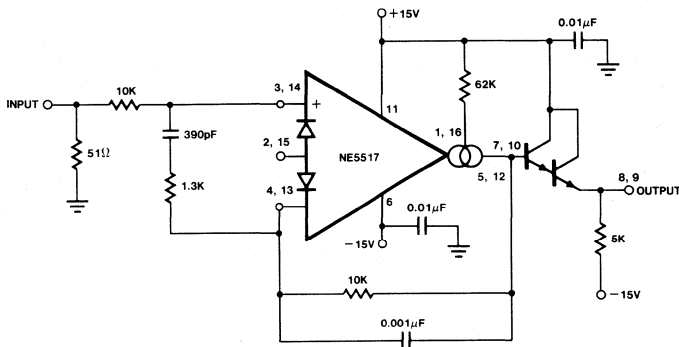 +15V
0.01μF
10K
3, 14
62K
INPUT
+
11
1, 16
390pF
7, 10
51Ω
2, 15
NE5517
8, 9
OUTPUT
5, 12
4, 13
1.3K
6
0.01μF
5K
−15V
10K
−15V
0.001μF